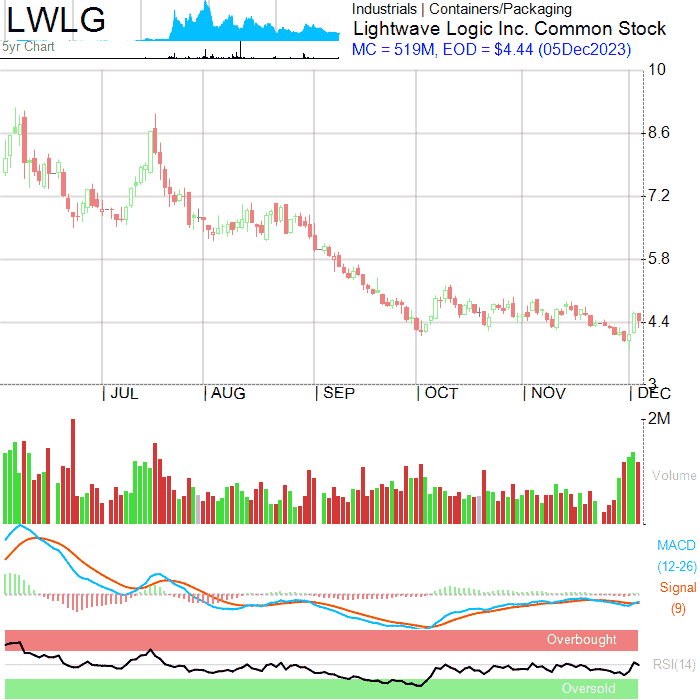 LWLG
5yr Chart
Industrials | Containers/Packaging
Lightwave Logic Inc. Common Stock
MC = 519M, EOD = $4.44 (05Dec2023)
10
8.6
7.2
5.8
4.4
3
JUL
AUG
SEP
OCT
NOV
DEC
2M
Volume
MACD
(12-26)
Signal
(9)
Overbought
RSI(14)
Oversold